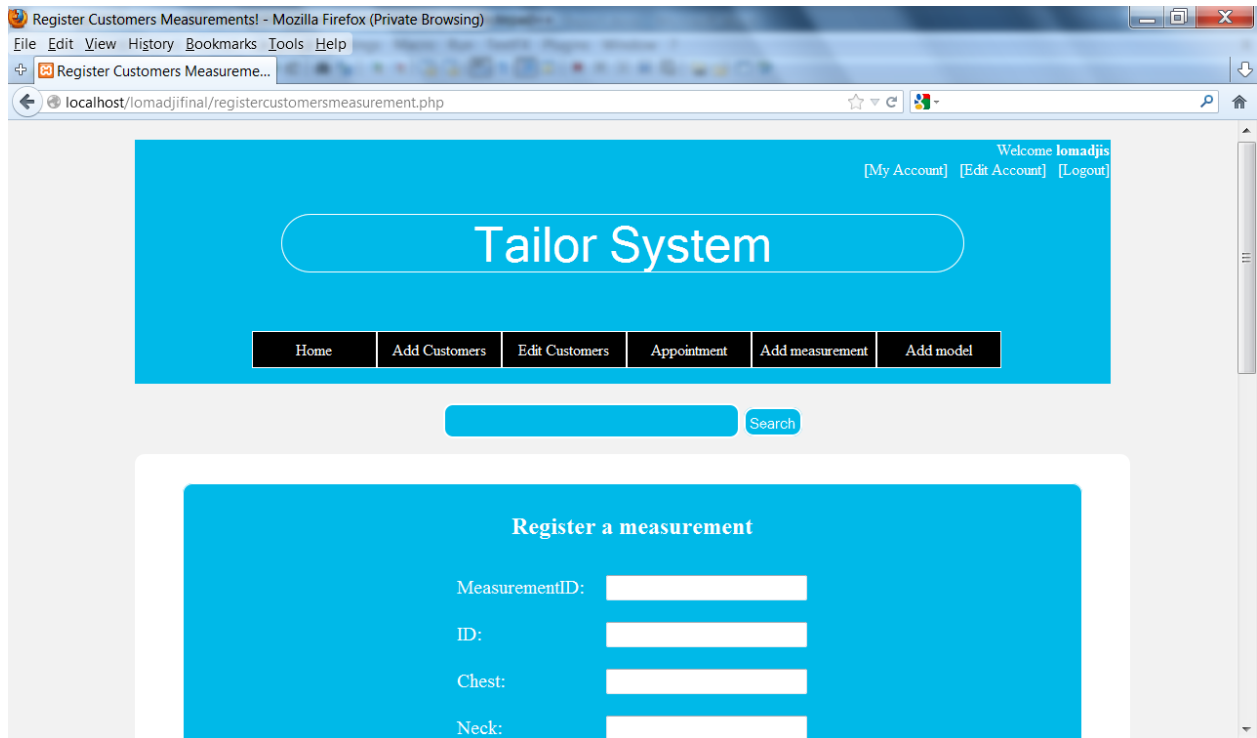 Register Customers Measurements! - Mozilla Firefox (Private Browsing)
File Edit View History Bookmarks Tools Help
Register Customers Measureme...
localhost/lomadjifinal/registercustomersmeasurement.php
Welcome lomadjis
[My Account] [Edit Account] [Logout]
Tailor System
Home Add Customers Edit Customers Appointment Add measurement Add model
Search
Register a measurement
MeasurementID:
ID:
Chest:
Neck: